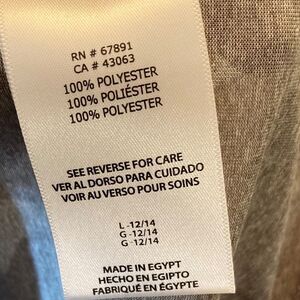 RN # 67891
CA # 43063
100% POLYESTER
100% POLIÉSTER
100% POLYESTER
SEE REVERSE FOR CARE
VER AL DORSO PARA CUIDADO
VOIR AU VERSO POUR SOINS
L -12/14
G -12/14
G -12/14
MADE IN EGYPT
HECHO EN EGIPTO
FABRIQUÉ EN ÉGYPTE